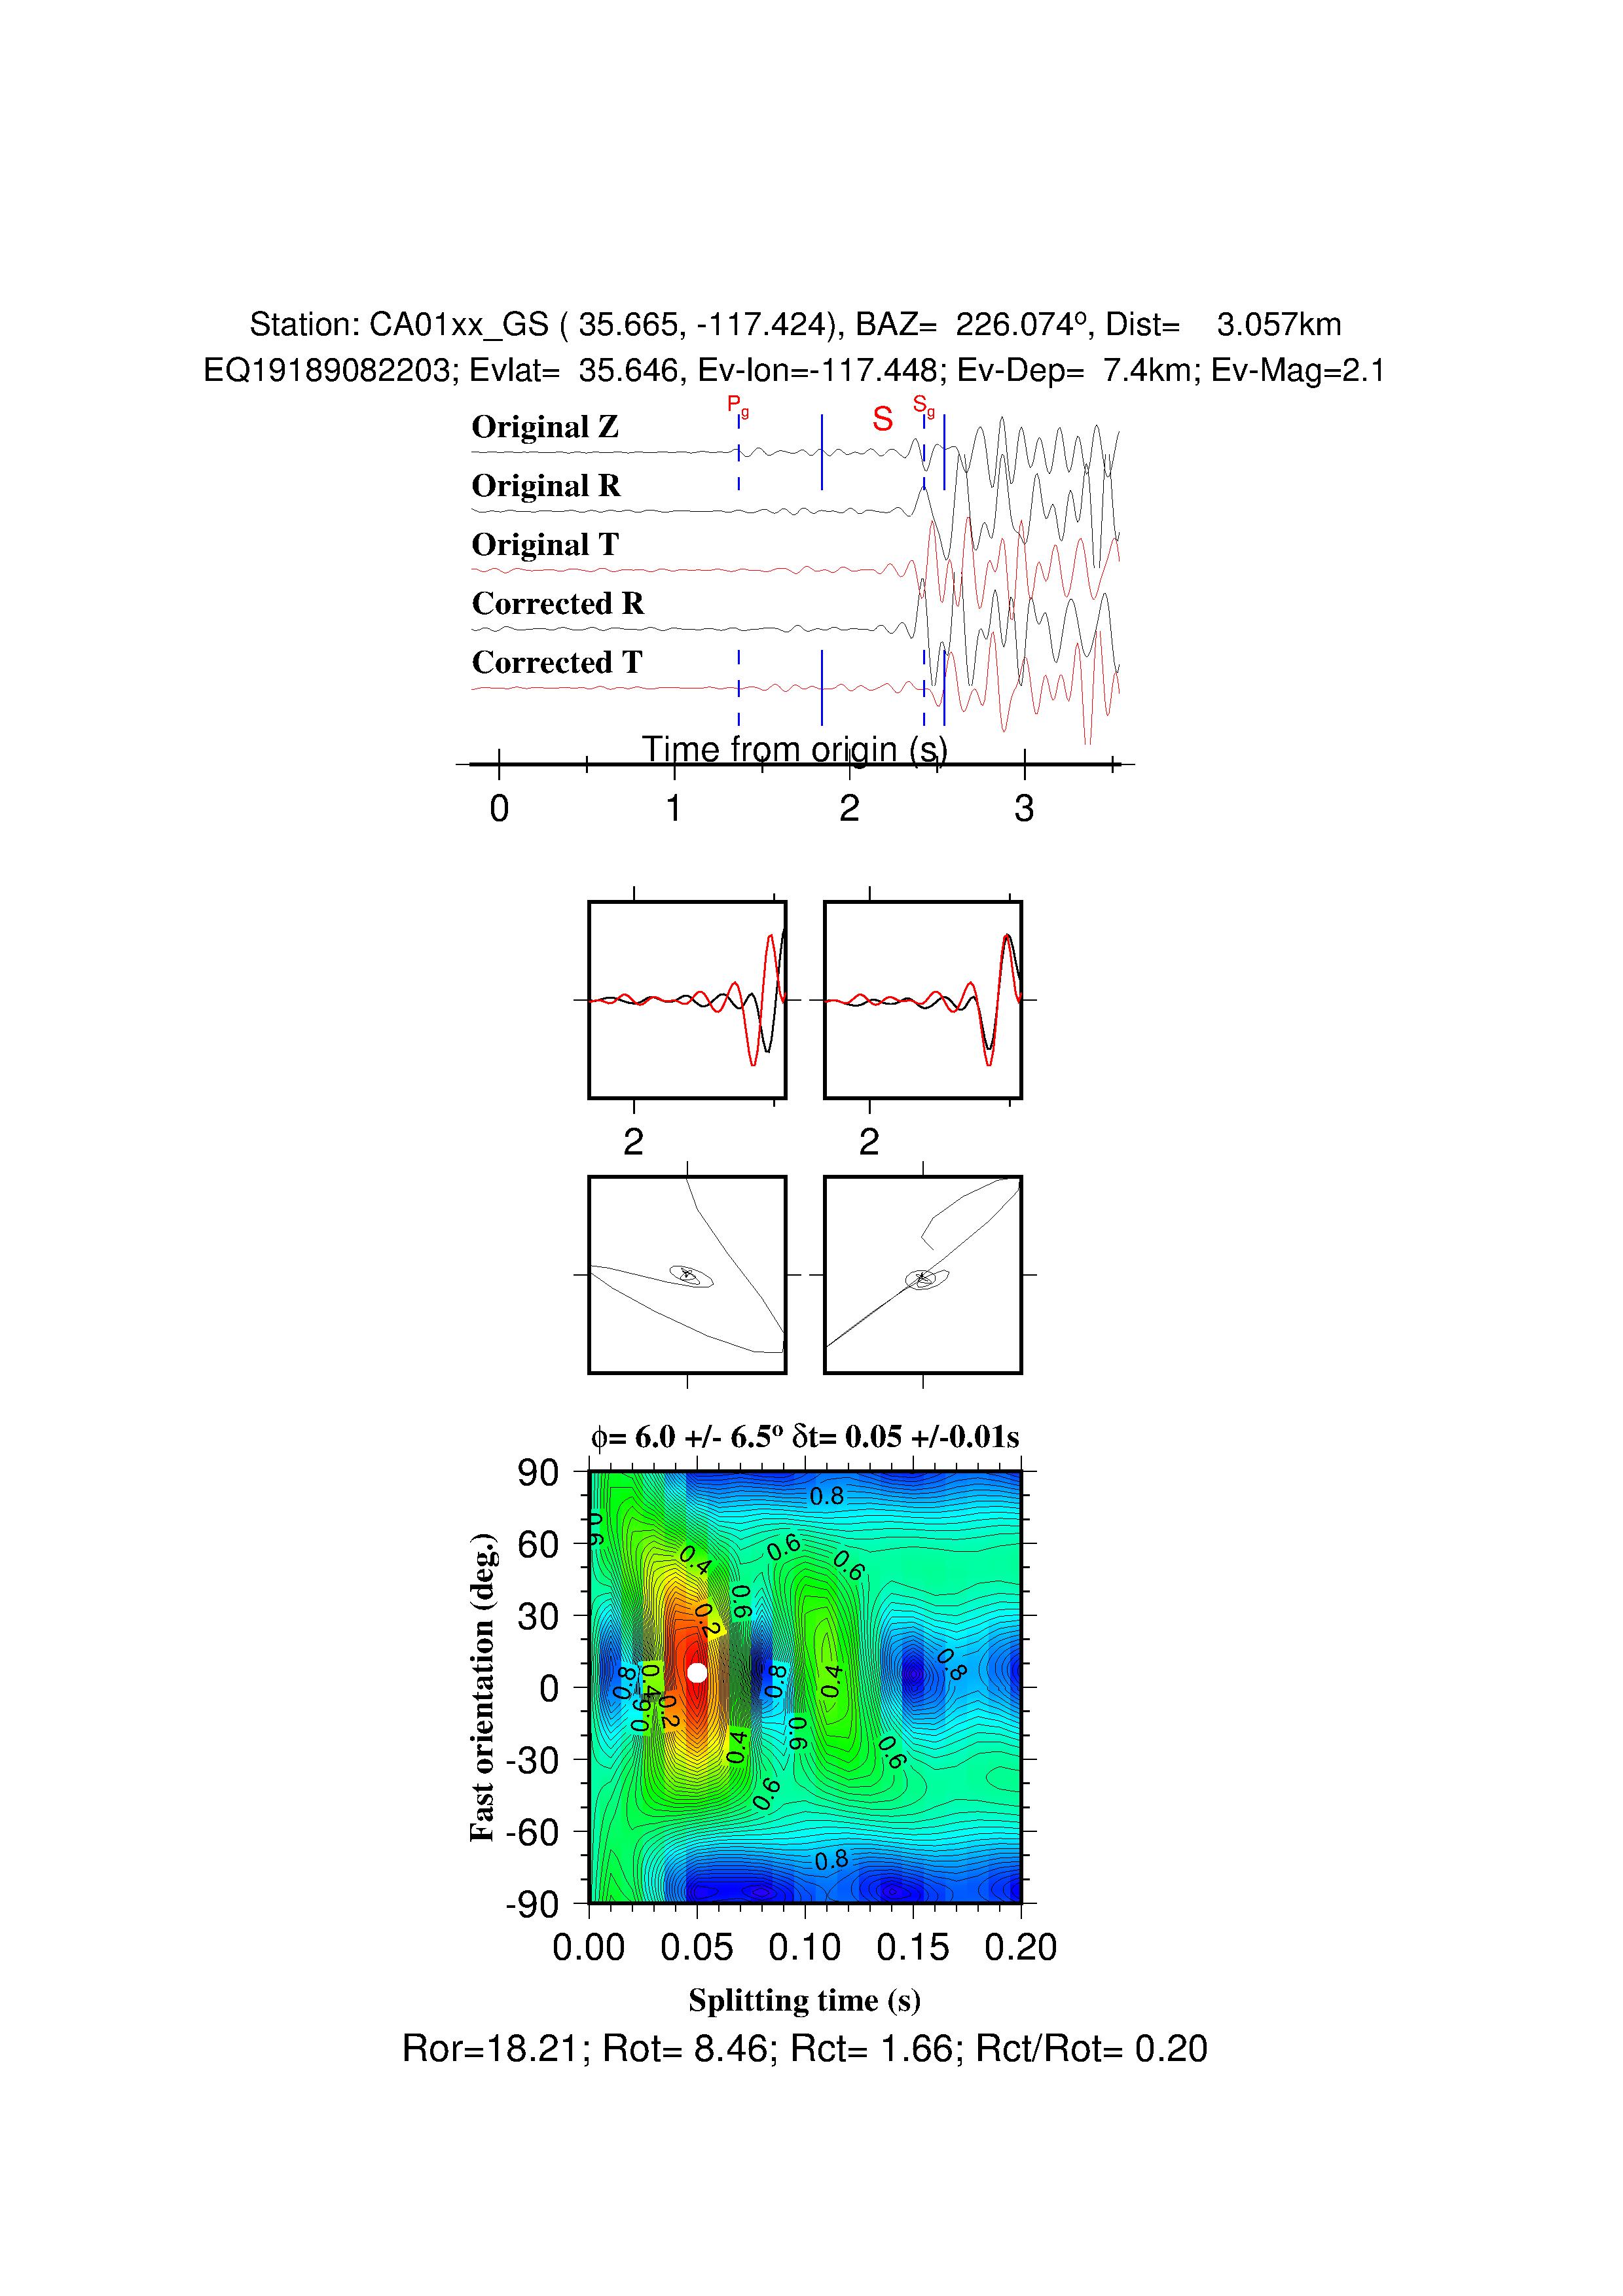 Station: CA01xx_GS ( 35.665, -117.424), BAZ= 226.074º, Dist= 3.057km
EQ19189082203; Evlat= 35.646, Ev-lon=-117.448; Ev-Dep= 7.4km; Ev-Mag=2.1
Pg S Sg
Original Z
Original R
Original T
Corrected R
Corrected T
Time from origin (s)
0 1 2 3
2 2
ϕ= 6.0 +/- 6.5º δt= 0.05 +/-0.01s
90
60
30
0
-30
-60
-90
Fast orientation (deg.)
0.8
0.6
0.4
0.6
0.6
0.6
0.2
0.8
0.4
0.6
0.2
0.8
0.4
0.8
0.6
0.4
0.6
0.6
0.8
0.00 0.05 0.10 0.15 0.20
Splitting time (s)
Ror=18.21; Rot= 8.46; Rct= 1.66; Rct/Rot= 0.20